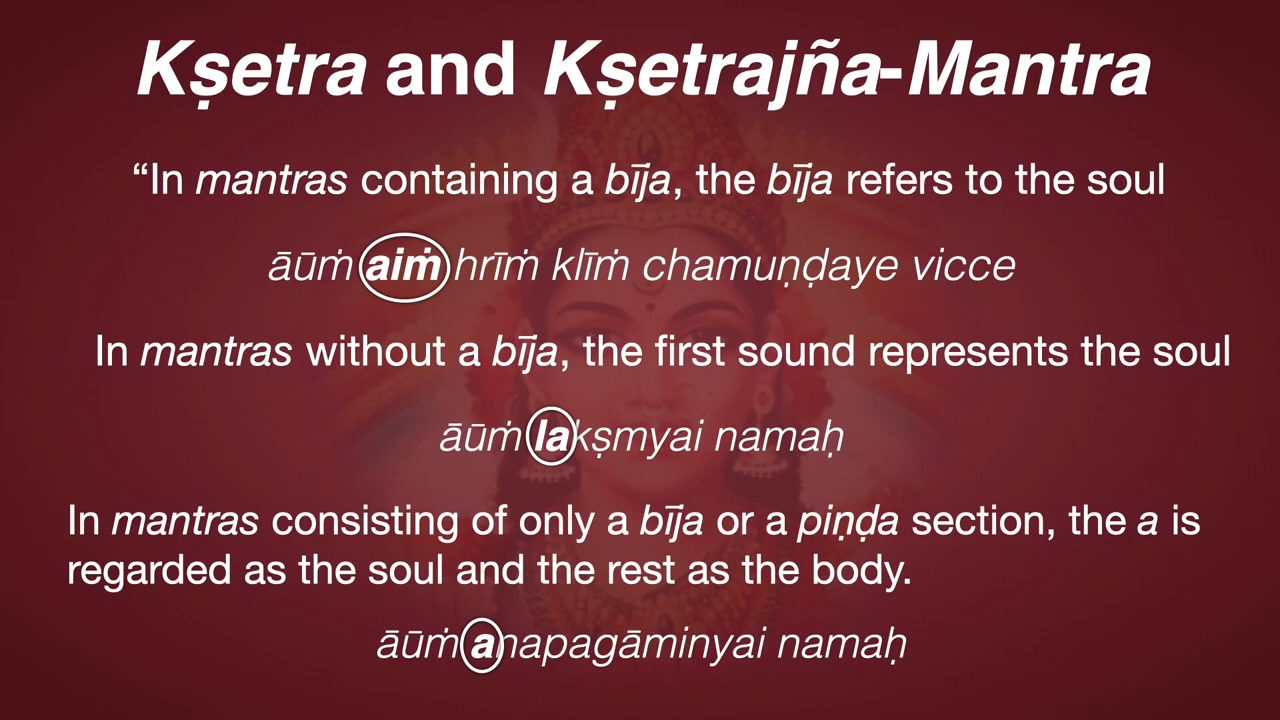 Kṣetra and Kṣetrajña-Mantra
“In mantras containing a bīja, the bīja refers to the soul
āūṁ aiṁ hrīṁ klīṁ chamuṇḍaye vicce
In mantras without a bīja, the first sound represents the soul
āūṁ lakṣmyai namaḥ
In mantras consisting of only a bīja or a piṇḍa section, the a is
regarded as the soul and the rest as the body.
āūṁ anapagāminyai namaḥ